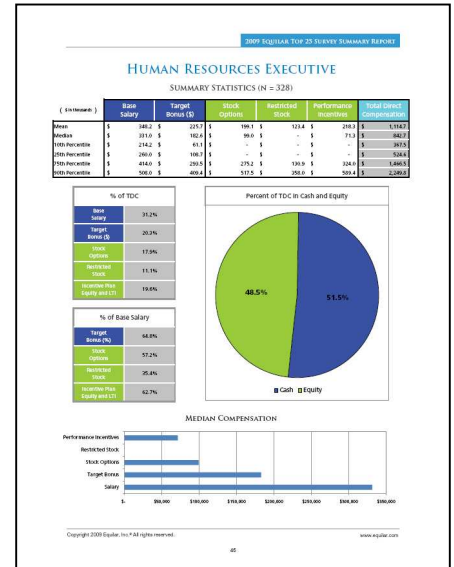 2009 EQUILAR TOP 25 SURVEY SUMMARY REPORT
HUMAN RESOURCES EXECUTIVE
SUMMARY STATISTICS (N = 328)
( $ in thousands ) Base Salary Target Bonus ($) Stock Options Restricted Stock Performance Incentives Total Direct Compensation
Mean $ 348.2 $ 225.7 $ 199.1 $ 123.4 $ 218.3 $ 1,114.7
Median $ 331.0 $ 182.6 $ 99.0 $ - $ 71.3 $ 842.7
10th Percentile $ 214.2 $ 61.1 $ - $ - $ - $ 367.5
25th Percentile $ 260.0 $ 108.7 $ - $ - $ - $ 524.6
75th Percentile $ 414.0 $ 293.5 $ 275.2 $ 130.9 $ 324.0 $ 1,466.5
90th Percentile $ 508.0 $ 409.4 $ 517.5 $ 358.0 $ 589.4 $ 2,249.8
% of TDC
Base Salary 31.2%
Target Bonus ($) 20.3%
Stock Options 17.9%
Restricted Stock 11.1%
Incentive Plan Equity and LTI 19.6%
% of Base Salary
Target Bonus (%) 64.8%
Stock Options 57.2%
Restricted Stock 35.4%
Incentive Plan Equity and LTI 62.7%
Percent of TDC in Cash and Equity
48.5%
51.5%
Cash Equity
MEDIAN COMPENSATION
Performance Incentives
Restricted Stock
Stock Options
Target Bonus
Salary
$- $50,000 $100,000 $150,000 $200,000 $250,000 $300,000 $350,000
Copyright 2009 Equilar, Inc.® All rights reserved. www.equilar.com
45